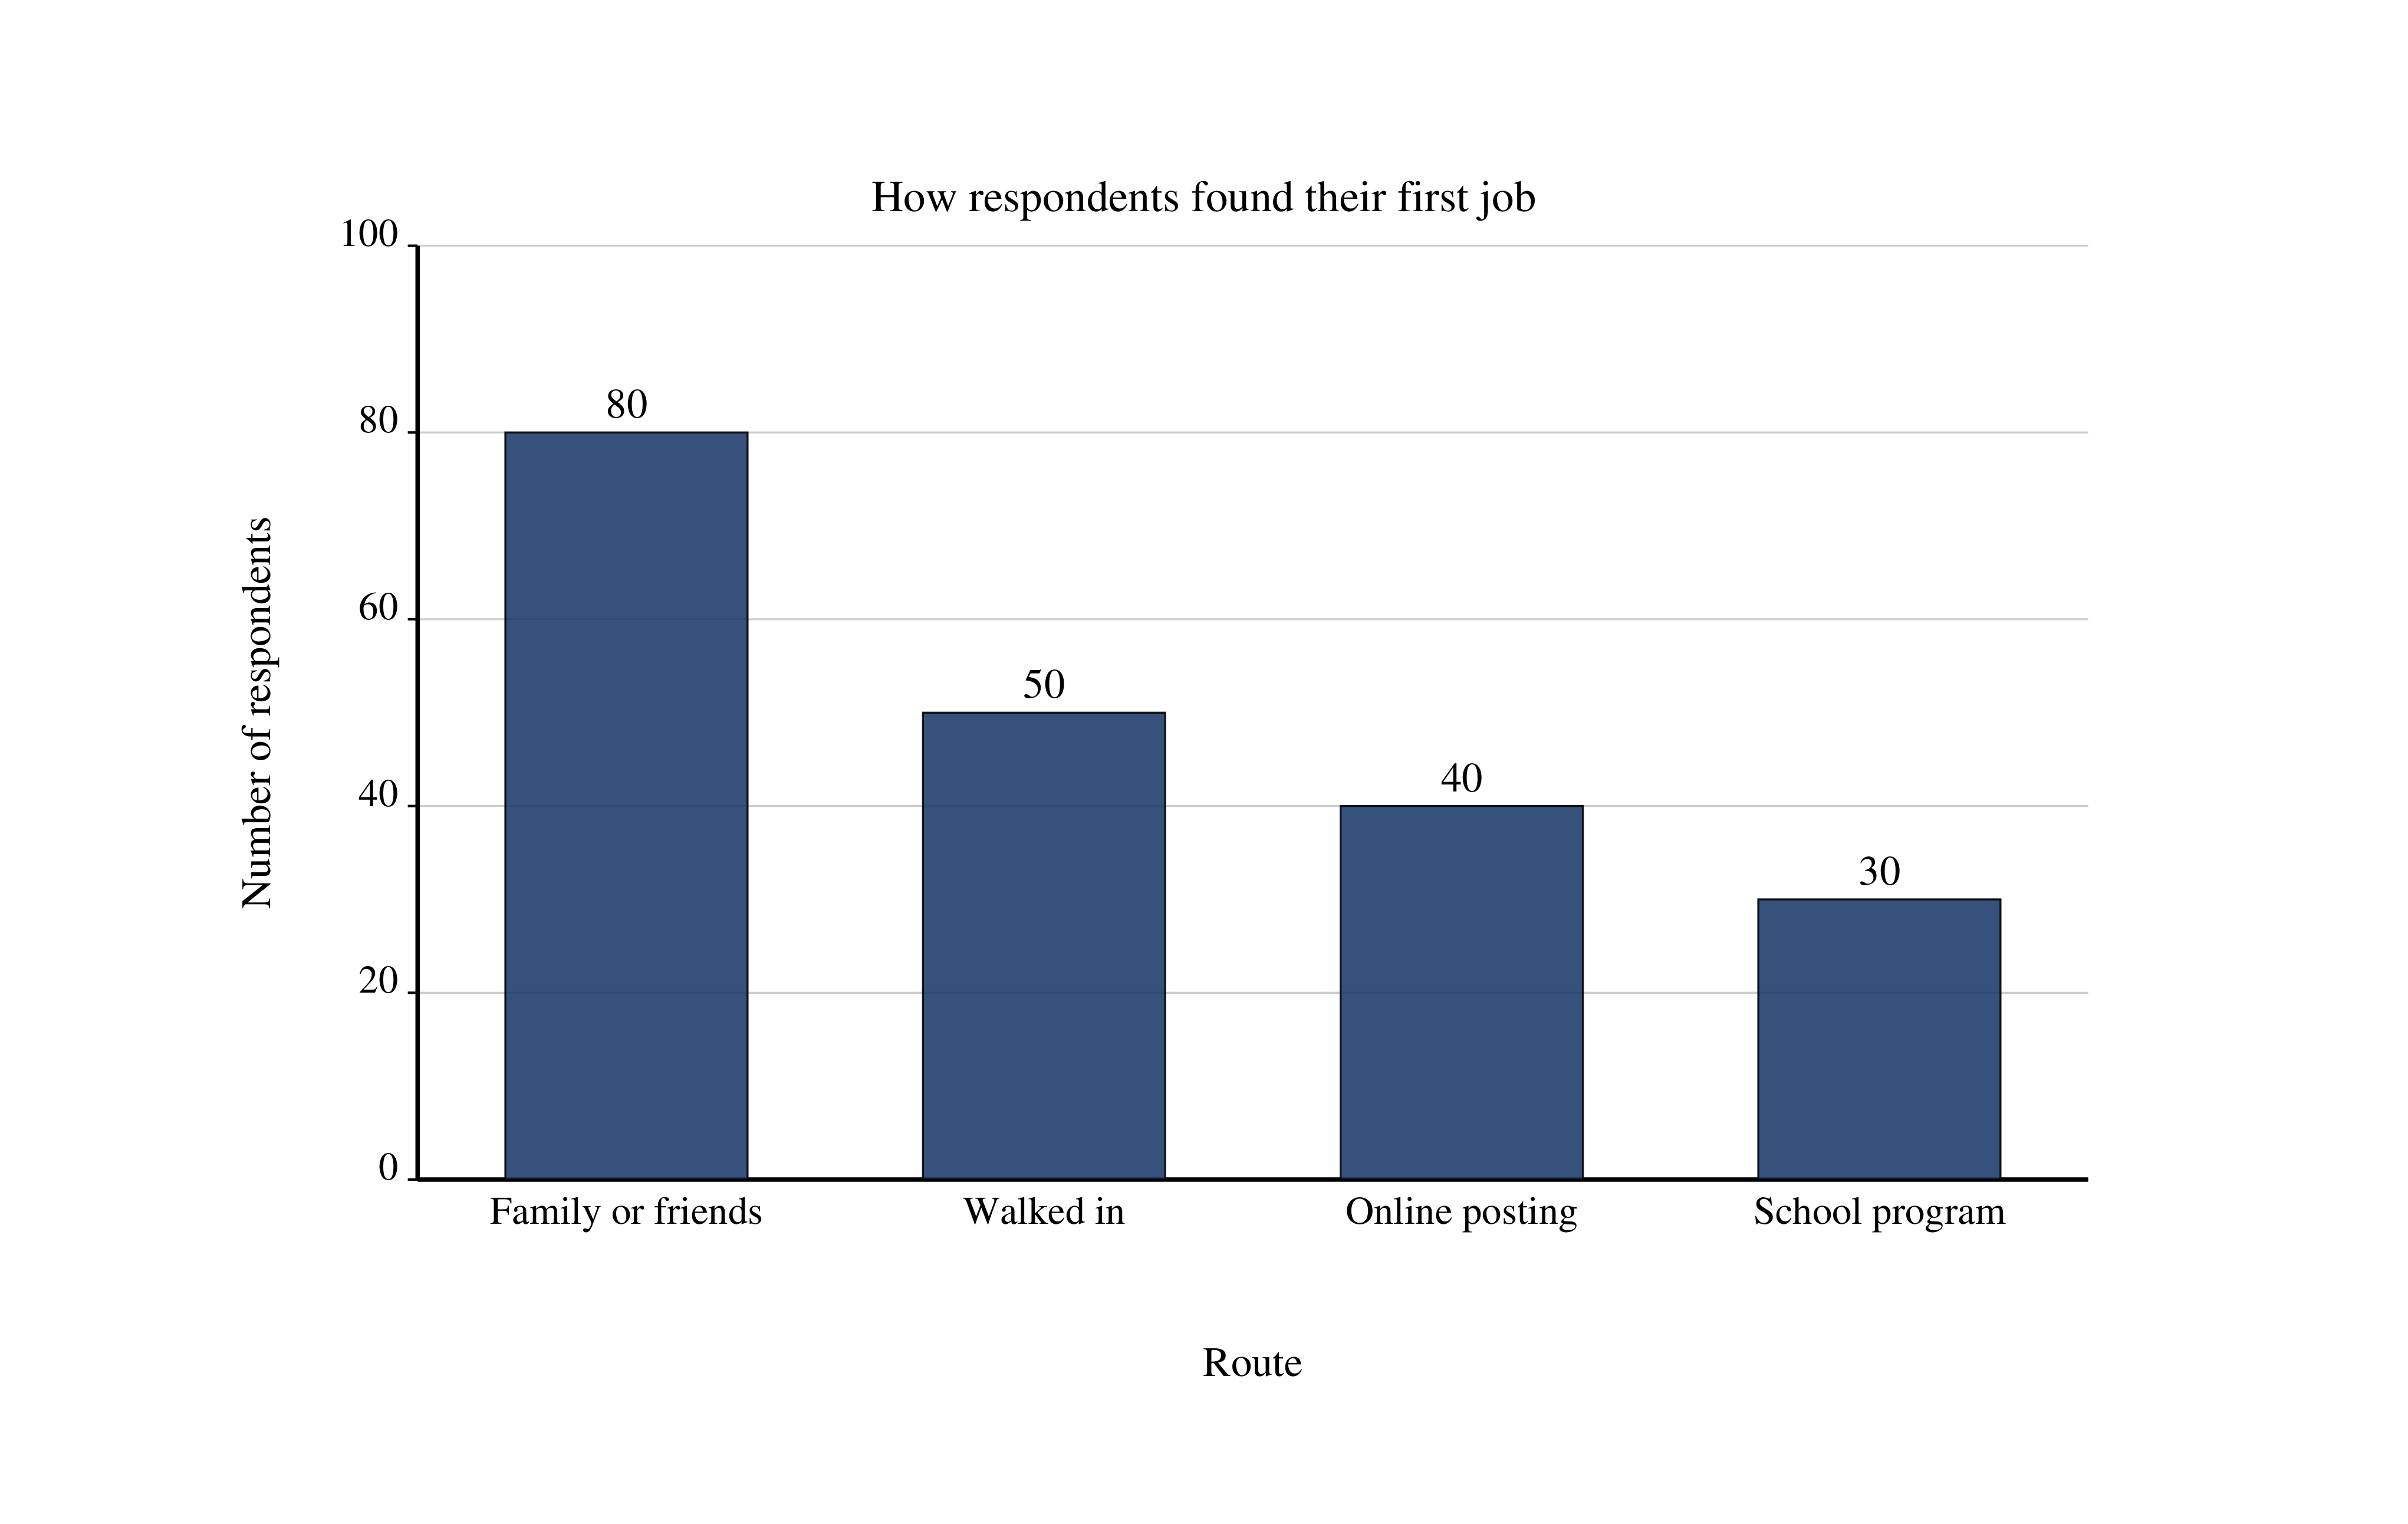 How respondents found their first job
Number of respondents
100
80
60
40
20
0
80
50
40
30
Family or friends
Walked in
Online posting
School program
Route